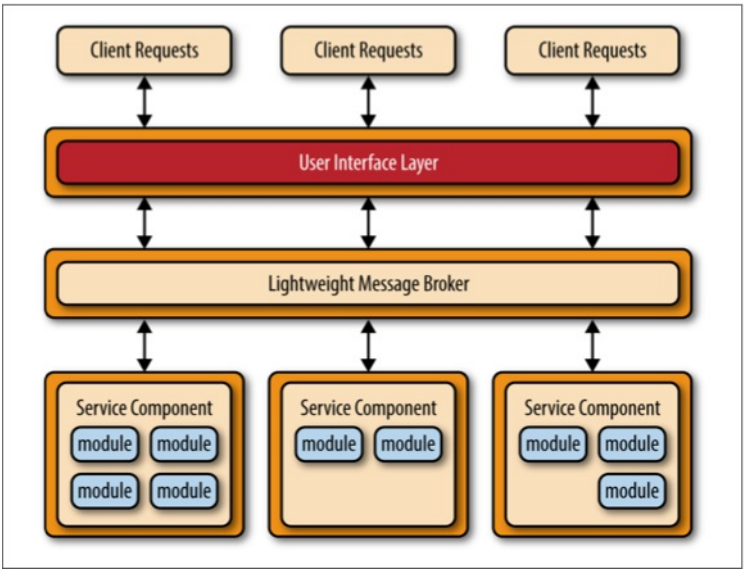 Client Requests Client Requests Client Requests
User Interface Layer
Lightweight Message Broker
Service Component Service Component Service Component
module module module module module module
module module module